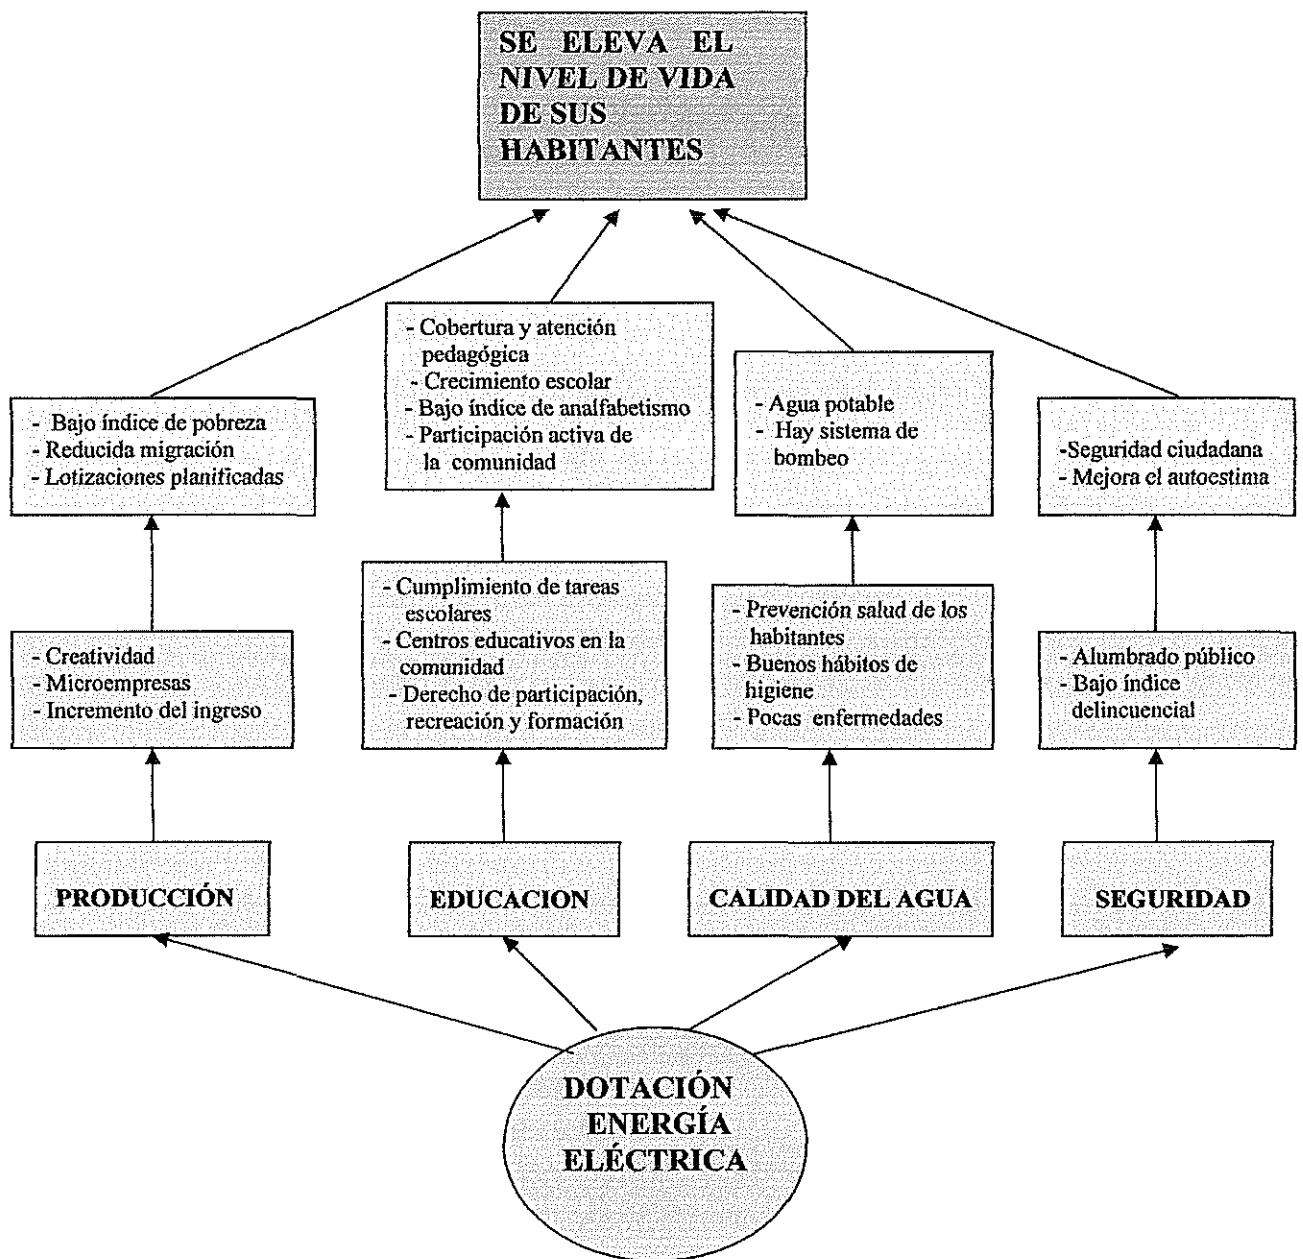 SE ELEVA EL
NIVEL DE VIDA
DE SUS
HABITANTES
- Bajo índice de pobreza
- Reducida migración
- Lotizaciones planificadas
- Cobertura y atención
pedagógica
- Crecimiento escolar
- Bajo índice de analfabetismo
- Participación activa de
la comunidad
- Agua potable
- Hay sistema de
bombeo
-Seguridad ciudadana
- Mejora el autoestima
- Creatividad
- Microempresas
- Incremento del ingreso
- Cumplimiento de tareas
escolares
- Centros educativos en la
comunidad
- Derecho de participación,
recreación y formación
- Prevención salud de los
habitantes
- Buenos hábitos de
higiene
- Pocas enfermedades
- Alumbrado público
- Bajo índice
delincuencial
PRODUCCIÓN
EDUCACION
CALIDAD DEL AGUA
SEGURIDAD
DOTACIÓN
ENERGÍA
ELÉCTRICA